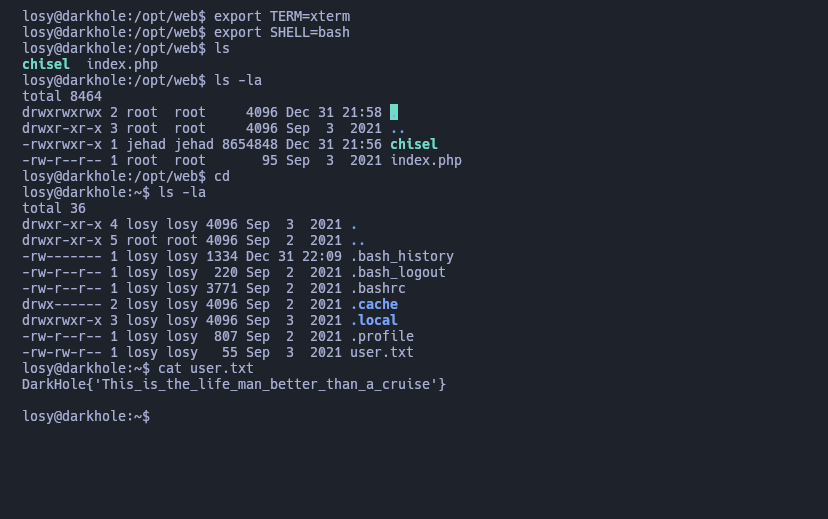 losy@darkhole:/opt/web$ export TERM=xterm
losy@darkhole:/opt/web$ export SHELL=bash
losy@darkhole:/opt/web$ ls
chisel  index.php
losy@darkhole:/opt/web$ ls -la
total 8464
drwxrwxrwx 2 root  root     4096 Dec 31 21:58 .
drwxr-xr-x 3 root  root     4096 Sep  3  2021 ..
-rwxrwxr-x 1 jehad jehad 8654848 Dec 31 21:56 chisel
-rw-r--r-- 1 root  root       95 Sep  3  2021 index.php
losy@darkhole:/opt/web$ cd
losy@darkhole:~$ ls -la
total 36
drwxr-xr-x 4 losy losy 4096 Sep  3  2021 .
drwxr-xr-x 5 root root 4096 Sep  2  2021 ..
-rw------- 1 losy losy 1334 Dec 31 22:09 .bash_history
-rw-r--r-- 1 losy losy  220 Sep  2  2021 .bash_logout
-rw-r--r-- 1 losy losy 3771 Sep  2  2021 .bashrc
drwx------ 2 losy losy 4096 Sep  2  2021 .cache
drwxrwxr-x 3 losy losy 4096 Sep  3  2021 .local
-rw-r--r-- 1 losy losy  807 Sep  2  2021 .profile
-rw-rw-r-- 1 losy losy   55 Sep  3  2021 user.txt
losy@darkhole:~$ cat user.txt
DarkHole{'This_is_the_life_man_better_than_a_cruise'}
losy@darkhole:~$